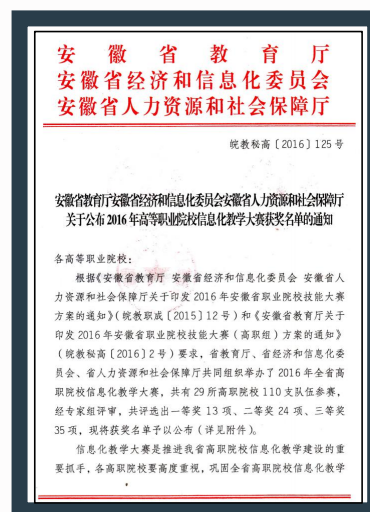 安徽省教育厅
安徽省经济和信息化委员会
安徽省人力资源和社会保障厅
皖教秘高〔2016〕125号
安徽省教育厅安徽省经济和信息化委员会安徽省人力资源和社会保障厅
关于公布2016年高等职业院校信息化教学大赛获奖名单的通知
各高等职业院校：
根据《安徽省教育厅 安徽省经济和信息化委员会 安徽省人
力资源和社会保障厅关于印发2016年安徽省职业院校技能大赛
方案的通知》(皖教职成〔2015〕12号)和《安徽省教育厅关于
印发2016年安徽省职业院校技能大赛（高职组）方案的通知》
(皖教秘高〔2016〕2号)要求，省教育厅、省经济和信息化委
员会、省人力资源和社会保障厅共同组织举办了2016年全省高
职院校信息化教学大赛，共有29所高职院校110支队伍参赛，
经专家组评审，共评选出一等奖13项、二等奖24项、三等奖
35项，现将获奖名单予以公布（详见附件）。
信息化教学大赛是推进我省高职院校信息化教学建设的重
要抓手，各高职院校要高度重视，巩固全省高职院校信息化教学